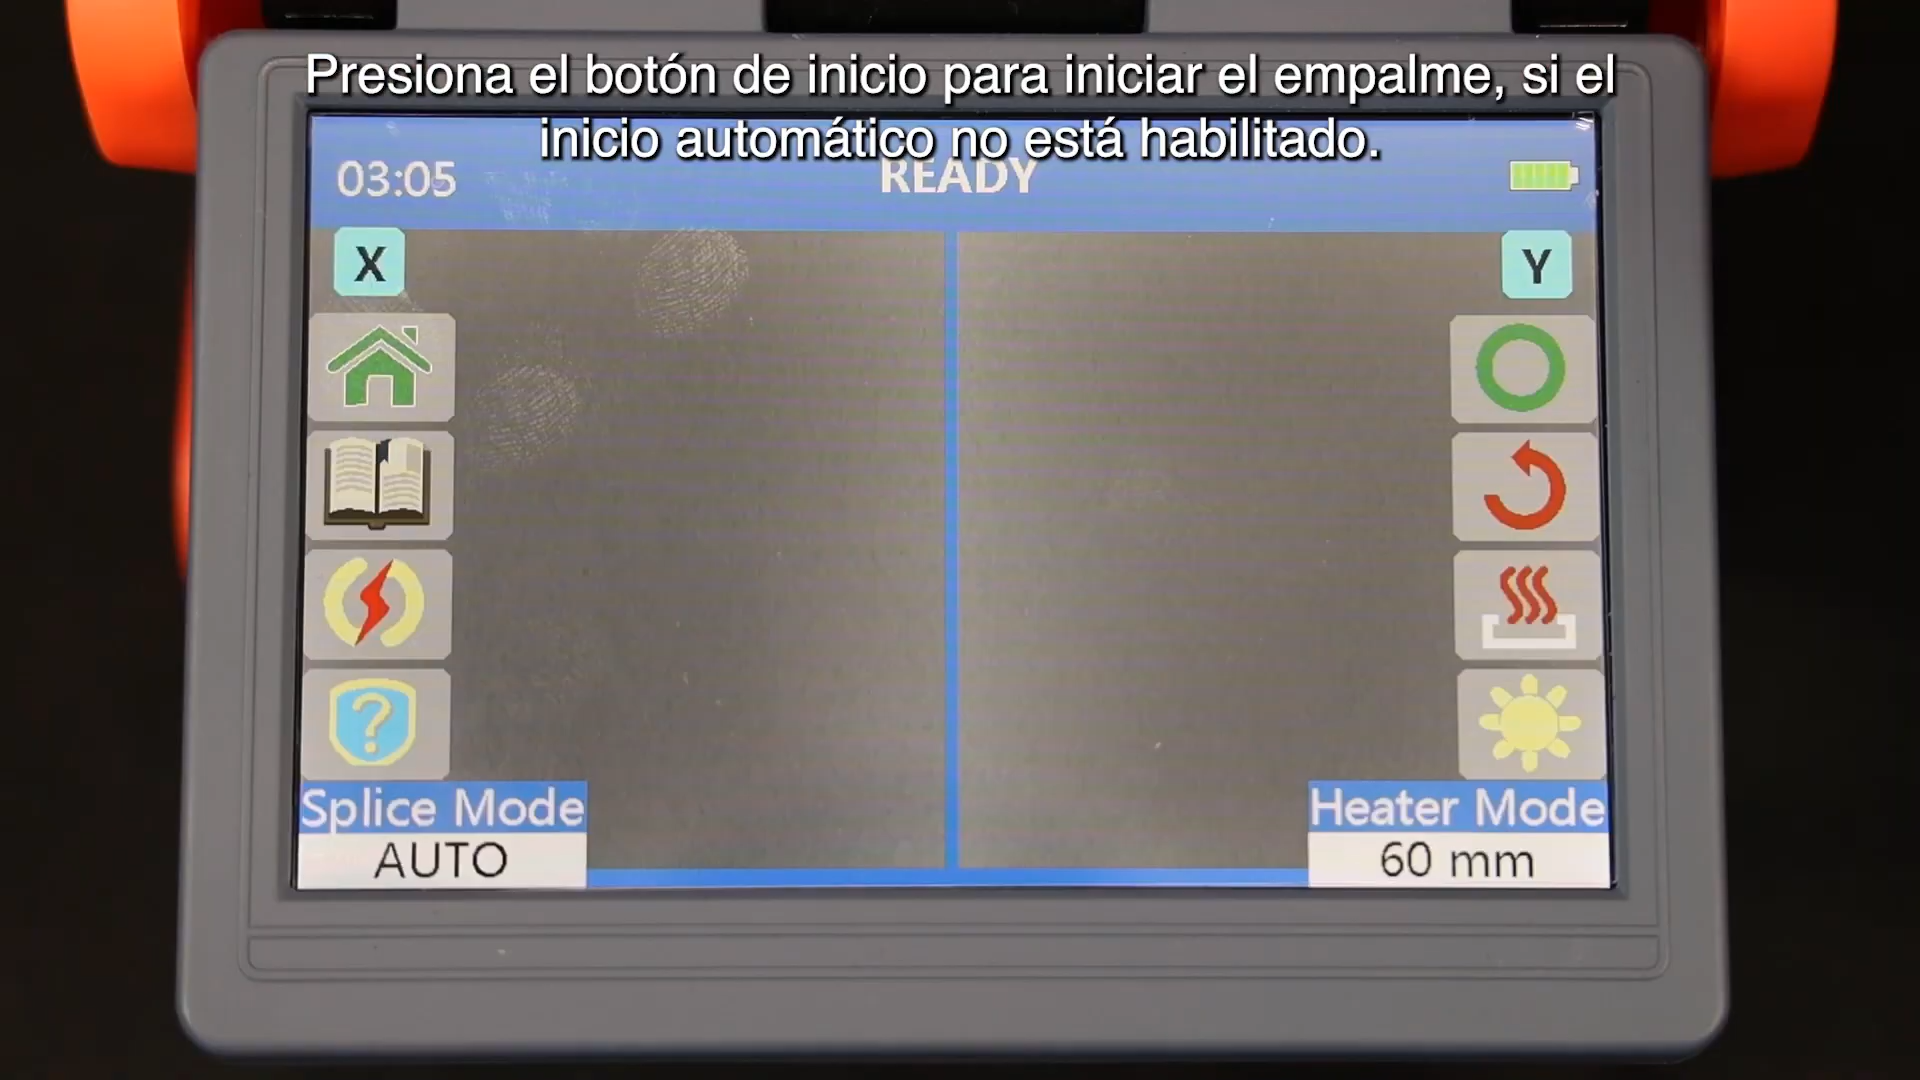 Presiona el botón de inicio para iniciar el empalme, si el
inicio automático no está habilitado.
03:05
READY
X
Y
?
Splice Mode
AUTO
Heater Mode
60 mm